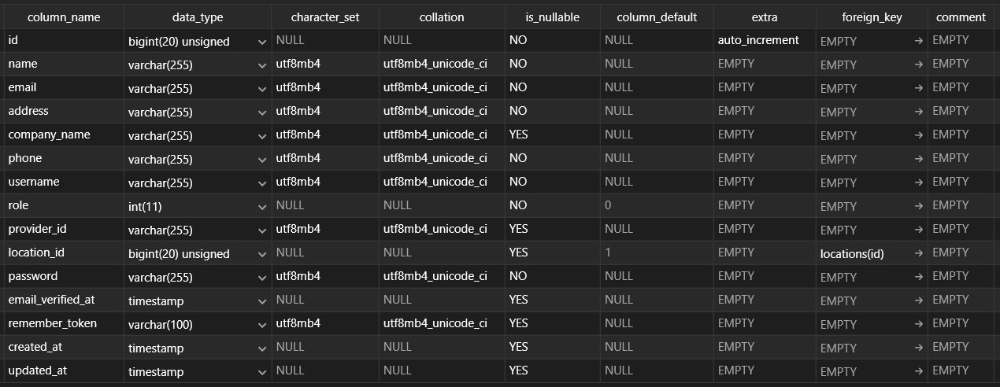 column_name data_type character_set collation is_nullable column_default extra foreign_key comment
id bigint(20) unsigned NULL NULL NO NULL auto_increment EMPTY EMPTY
name varchar(255) utf8mb4 utf8mb4_unicode_ci NO NULL EMPTY EMPTY EMPTY
email varchar(255) utf8mb4 utf8mb4_unicode_ci NO NULL EMPTY EMPTY EMPTY
address varchar(255) utf8mb4 utf8mb4_unicode_ci NO NULL EMPTY EMPTY EMPTY
company_name varchar(255) utf8mb4 utf8mb4_unicode_ci YES NULL EMPTY EMPTY EMPTY
phone varchar(255) utf8mb4 utf8mb4_unicode_ci NO NULL EMPTY EMPTY EMPTY
username varchar(255) utf8mb4 utf8mb4_unicode_ci NO NULL EMPTY EMPTY EMPTY
role int(11) NULL NULL NO 0 EMPTY EMPTY EMPTY
provider_id varchar(255) utf8mb4 utf8mb4_unicode_ci YES NULL EMPTY EMPTY EMPTY
location_id bigint(20) unsigned NULL NULL YES 1 EMPTY locations(id) EMPTY
password varchar(255) utf8mb4 utf8mb4_unicode_ci NO NULL EMPTY EMPTY EMPTY
email_verified_at timestamp NULL NULL YES NULL EMPTY EMPTY EMPTY
remember_token varchar(100) utf8mb4 utf8mb4_unicode_ci YES NULL EMPTY EMPTY EMPTY
created_at timestamp NULL NULL YES NULL EMPTY EMPTY EMPTY
updated_at timestamp NULL NULL YES NULL EMPTY EMPTY EMPTY